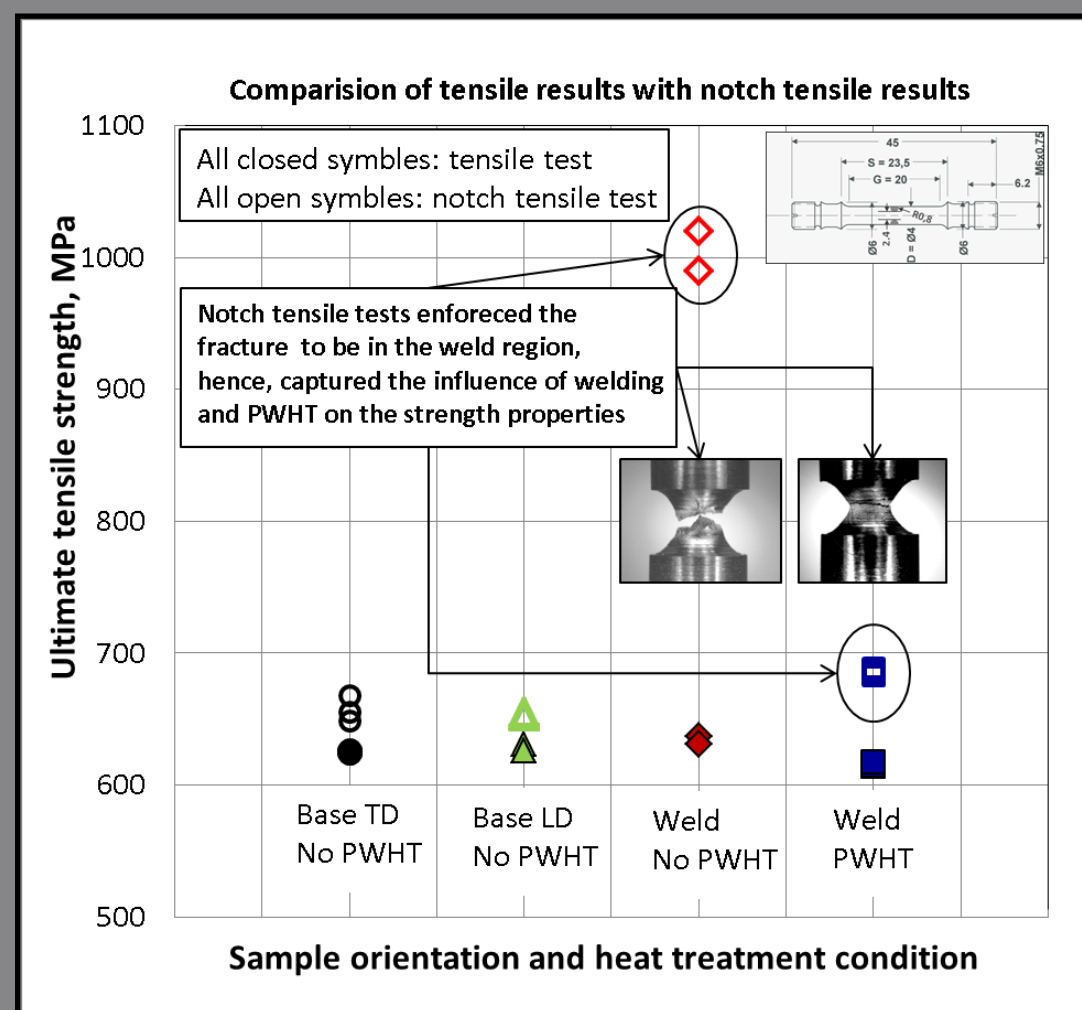 Comparision of tensile results with notch tensile results
1100
1000
900
800
700
600
500
Ultimate tensile strength, MPa
All closed symbles: tensile test
All open symbles: notch tensile test
45
S = 23,5
G = 20
6.2
M6x0.75
R0,8
Ø6
2.4
D = Ø4
Ø6
Notch tensile tests enforeced the
fracture to be in the weld region,
hence, captured the influence of welding
and PWHT on the strength properties
Base TD
No PWHT
Base LD
No PWHT
Weld
No PWHT
Weld
PWHT
Sample orientation and heat treatment condition